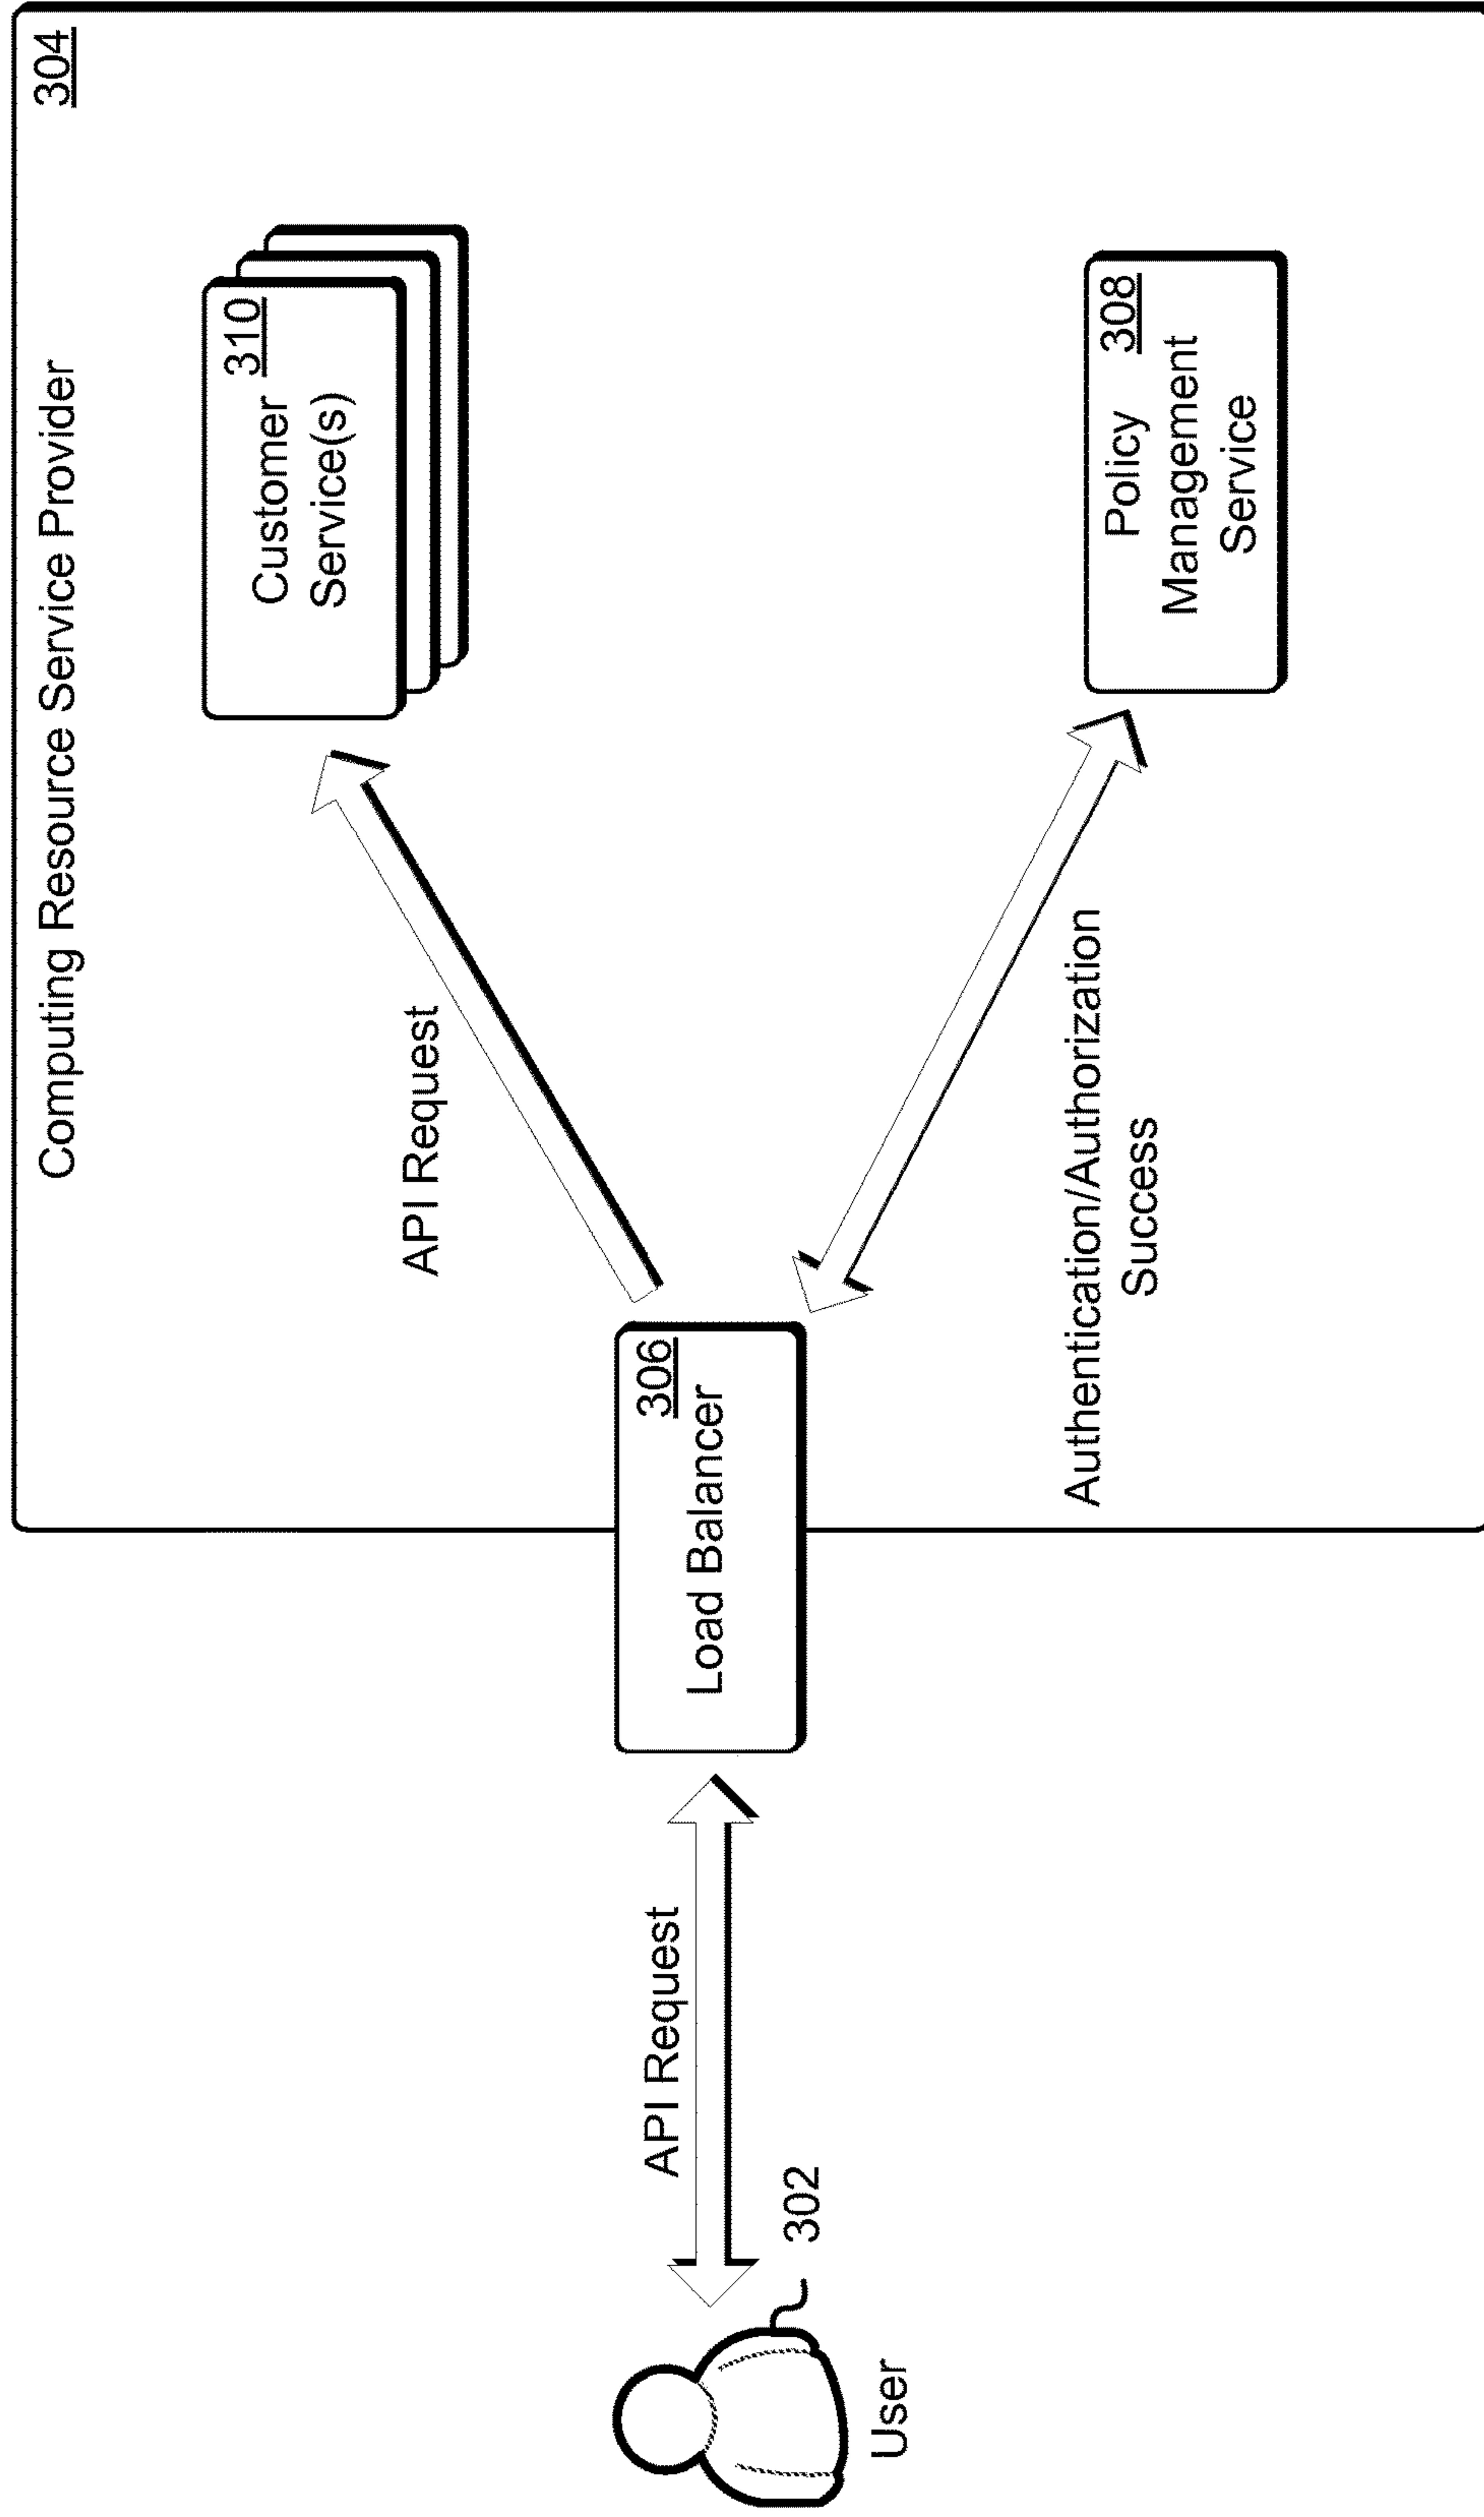 Computing Resource Service Provider
304
Customer
Service(s)
310
API Request
API Request
302
User
306
Load Balancer
Authentication/Authorization
Success
Policy
308
Management
Service